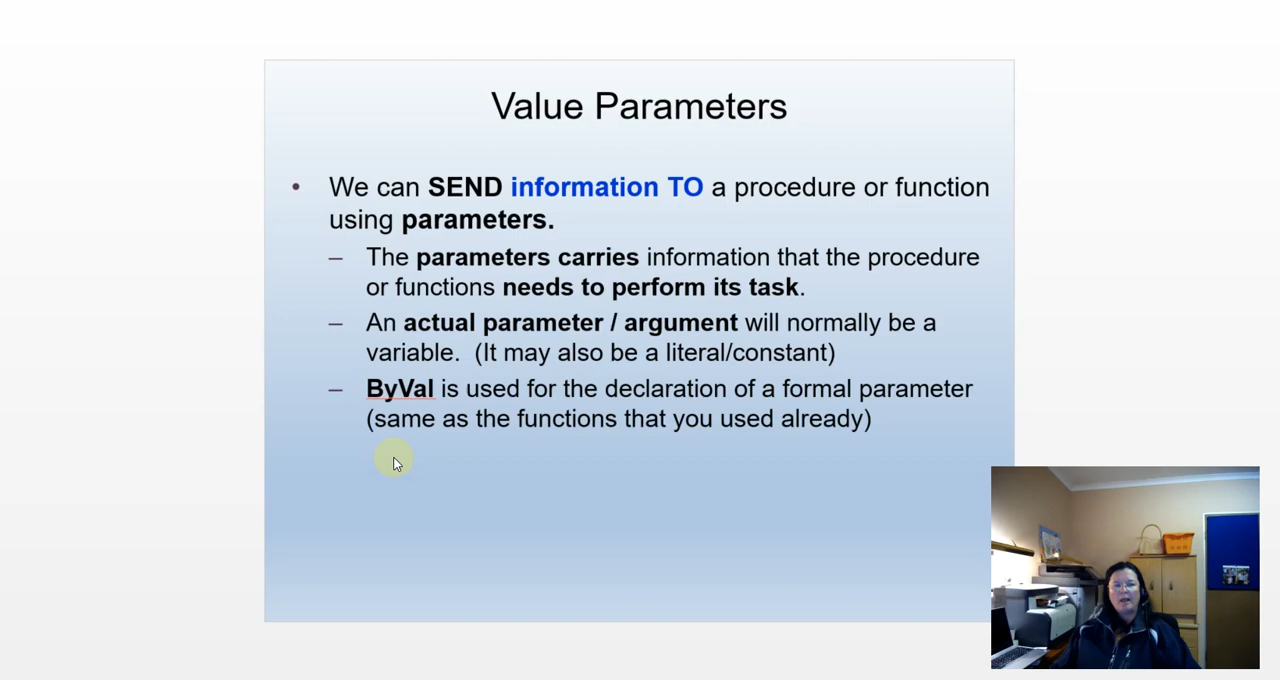 Value Parameters
• We can SEND information TO a procedure or function
using parameters.
– The parameters carries information that the procedure
or functions needs to perform its task.
– An actual parameter / argument will normally be a
variable. (It may also be a literal/constant)
– ByVal is used for the declaration of a formal parameter
(same as the functions that you used already)